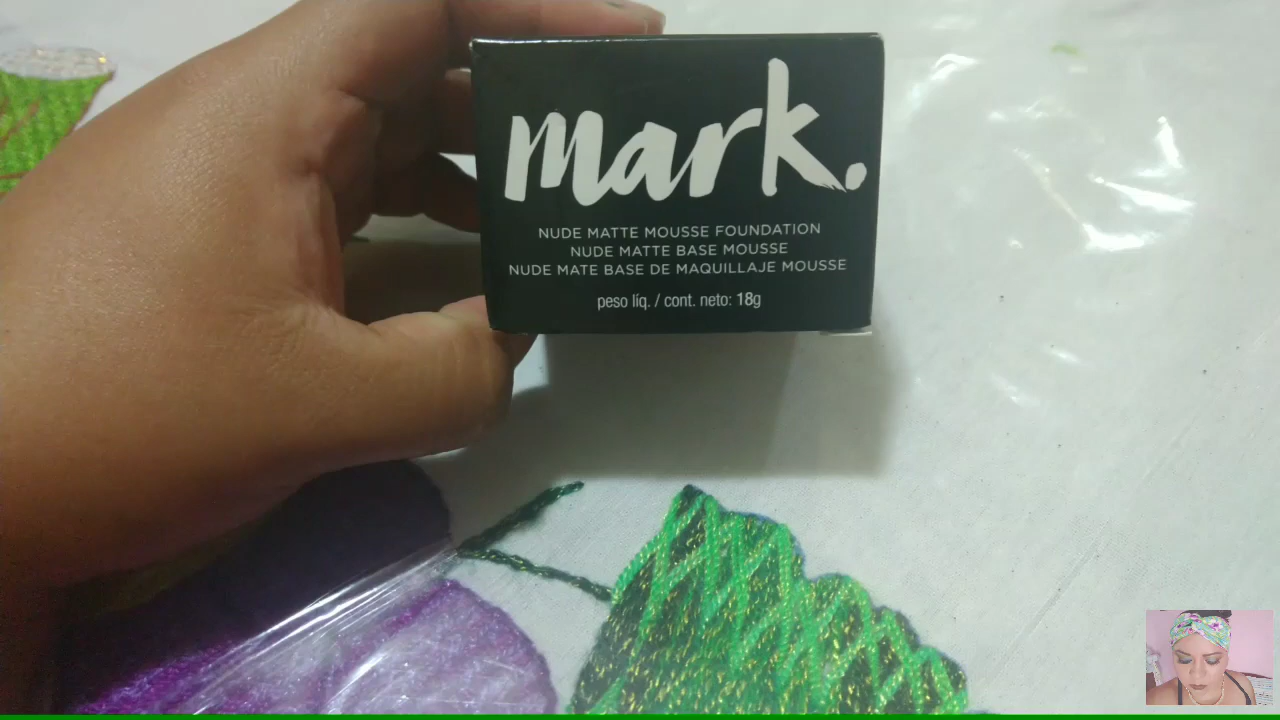 mark.
NUDE MATTE MOUSSE FOUNDATION
NUDE MATTE BASE MOUSSE
NUDE MATE BASE DE MAQUILLAJE MOUSSE
peso líq. / cont. neto: 18g